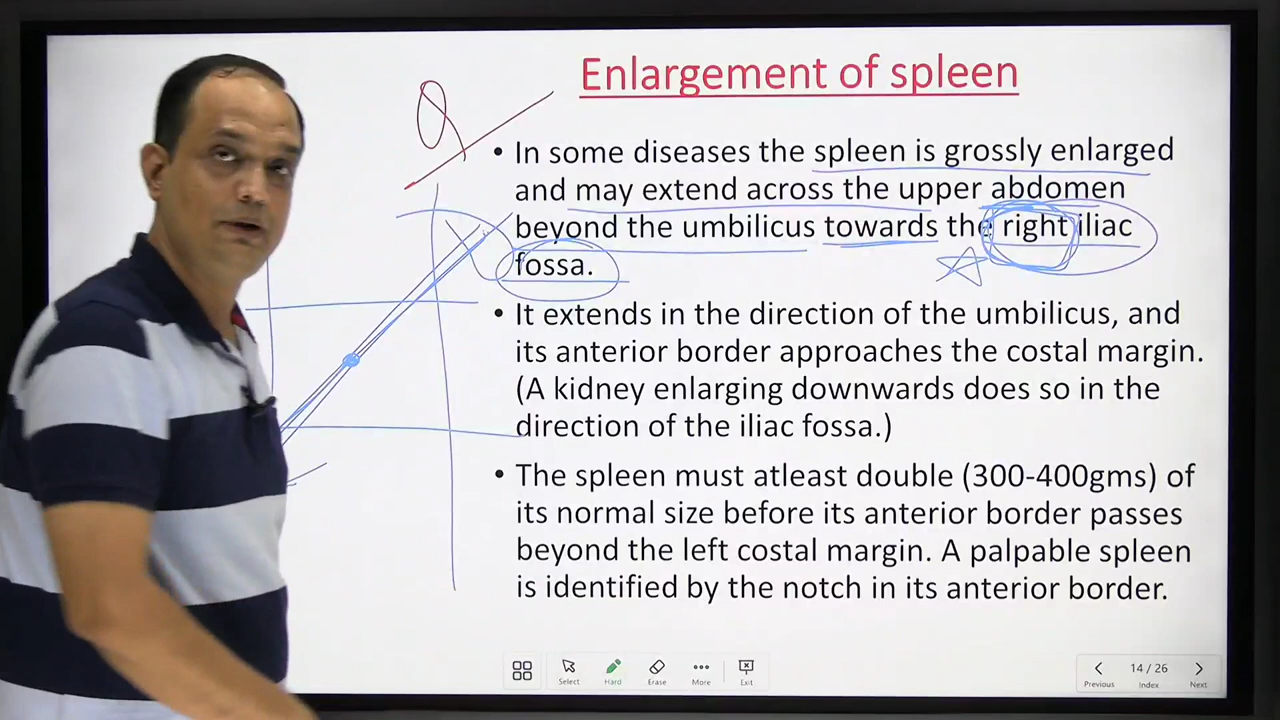 Enlargement of spleen
Q
• In some diseases the spleen is grossly enlarged
and may extend across the upper abdomen
beyond the umbilicus towards the right iliac
fossa.
• It extends in the direction of the umbilicus, and
its anterior border approaches the costal margin.
(A kidney enlarging downwards does so in the
direction of the iliac fossa.)
• The spleen must atleast double (300-400gms) of
its normal size before its anterior border passes
beyond the left costal margin. A palpable spleen
is identified by the notch in its anterior border.
Select Hard Erase More Exit
14 / 26
Previous Index Next